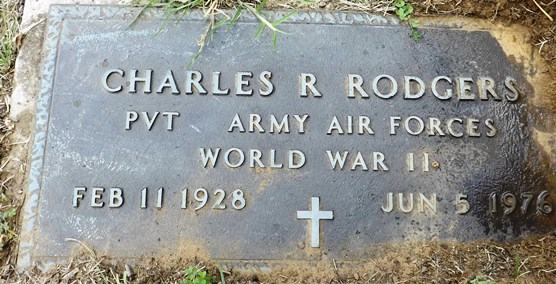 CHARLES R RODGERS
PVT ARMY AIR FORCES
WORLD WAR II
FEB 11 1928 JUN 5 1976